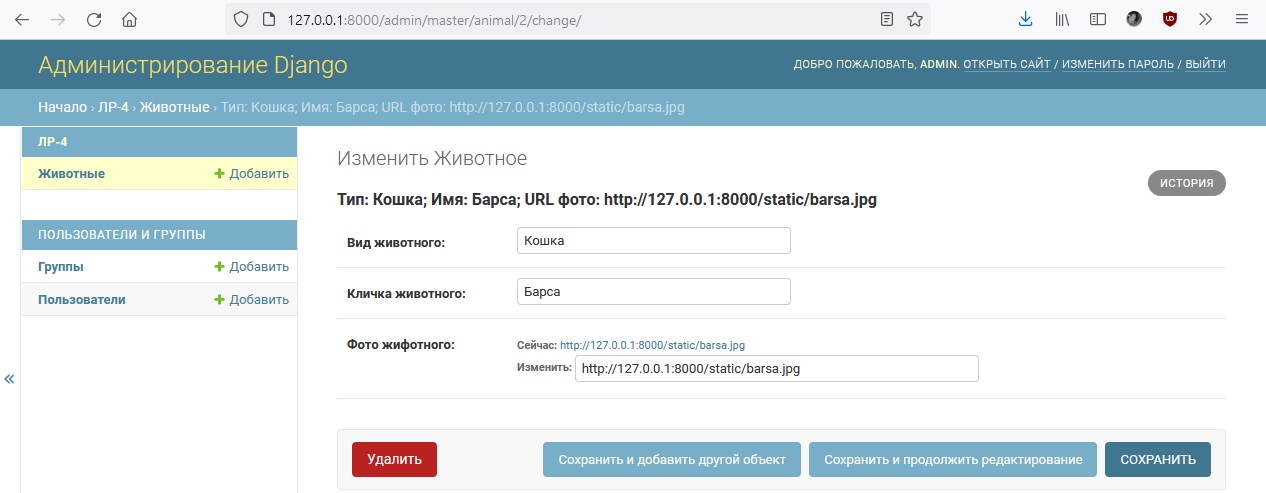 127.0.0.1:8000/admin/master/animal/2/change/
Администрирование Django
ДОБРО ПОЖАЛОВАТЬ, ADMIN. ОТКРЫТЬ САЙТ / ИЗМЕНИТЬ ПАРОЛЬ / ВЫЙТИ
Начало › ЛР-4 › Животные › Тип: Кошка; Имя: Барса; URL фото: http://127.0.0.1:8000/static/barsa.jpg
ЛР-4
Животные + Добавить
ПОЛЬЗОВАТЕЛИ И ГРУППЫ
Группы + Добавить
Пользователи + Добавить
«
Изменить Животное
ИСТОРИЯ
Тип: Кошка; Имя: Барса; URL фото: http://127.0.0.1:8000/static/barsa.jpg
Вид животного: Кошка
Кличка животного: Барса
Фото жифотного: Сейчас: http://127.0.0.1:8000/static/barsa.jpg
Изменить: http://127.0.0.1:8000/static/barsa.jpg
Удалить Сохранить и добавить другой объект Сохранить и продолжить редактирование СОХРАНИТЬ